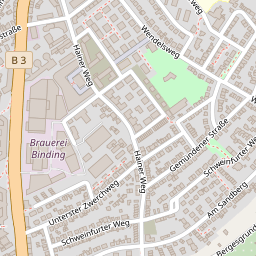 Straße
B 3
Hainer Weg
Wendelsweg
Brauerei
Binding
Hainer Weg
Gemundener Straße
Unterster Zwerchweg
Schweinfurter Weg
Schweinfurter Weg
Am Sandberg
Bergesgrund